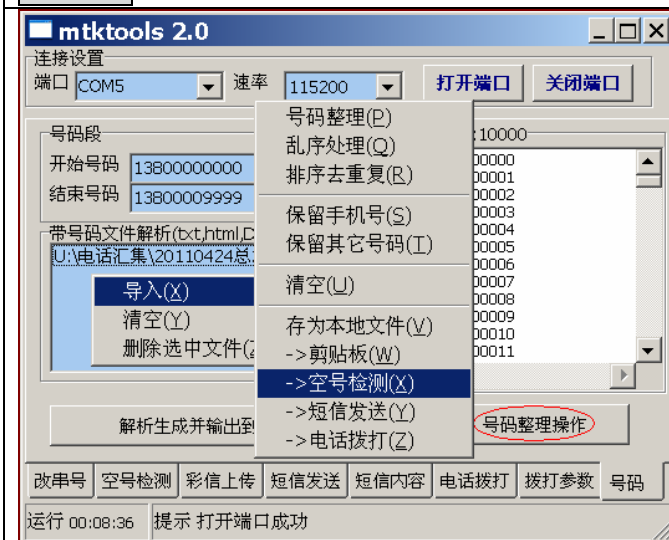 mtktools 2.0
连接设置
端口 COM5 速率 115200 打开端口 关闭端口
号码段
开始号码 13800000000
结束号码 13800009999
带号码文件解析(txt,html,D
U:\电话汇集\20110424总
导入(X)
清空(Y)
删除选中文件(Z
号码整理(P)
乱序处理(Q)
排序去重复(R)
保留手机号(S)
保留其它号码(T)
清空(U)
存为本地文件(V)
->剪贴板(W)
->空号检测(X)
->短信发送(Y)
->电话拨打(Z)
:10000
00000
00001
00002
00003
00004
00005
00006
00007
00008
00009
00010
00011
解析生成并输出到
号码整理操作
改串号 空号检测 彩信上传 短信发送 短信内容 电话拨打 拨打参数 号码
运行 00:08:36 提示 打开端口成功